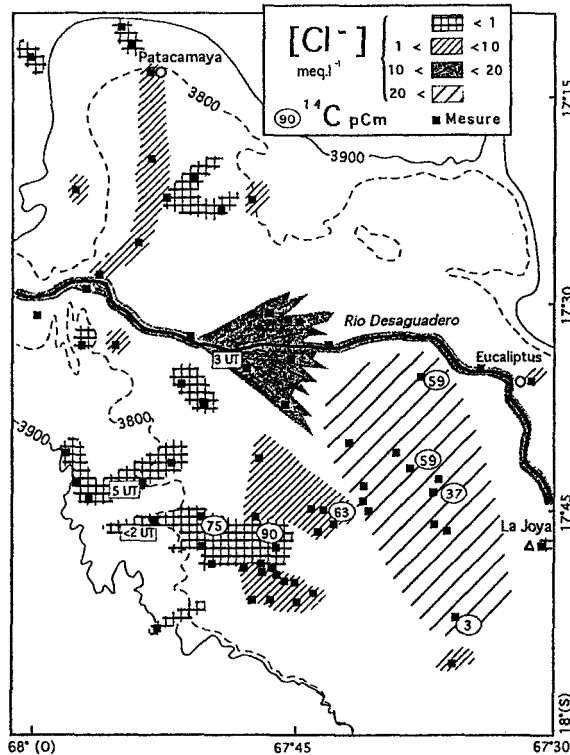 [Cl⁻]
meq.l⁻¹
< 1
1 < <10
10 < < 20
20 <
90 ¹⁴C pCm ■ Mesure
Patacamaya
3800
3900
17°15
17°30
Rio Desaguadero
3 UT
Eucaliptus
59
3800
3900
59
5 UT
37
17°45
63
75
90
<2 UT
La Joya
3
18°(S)
68° (O)
67°45
67°30